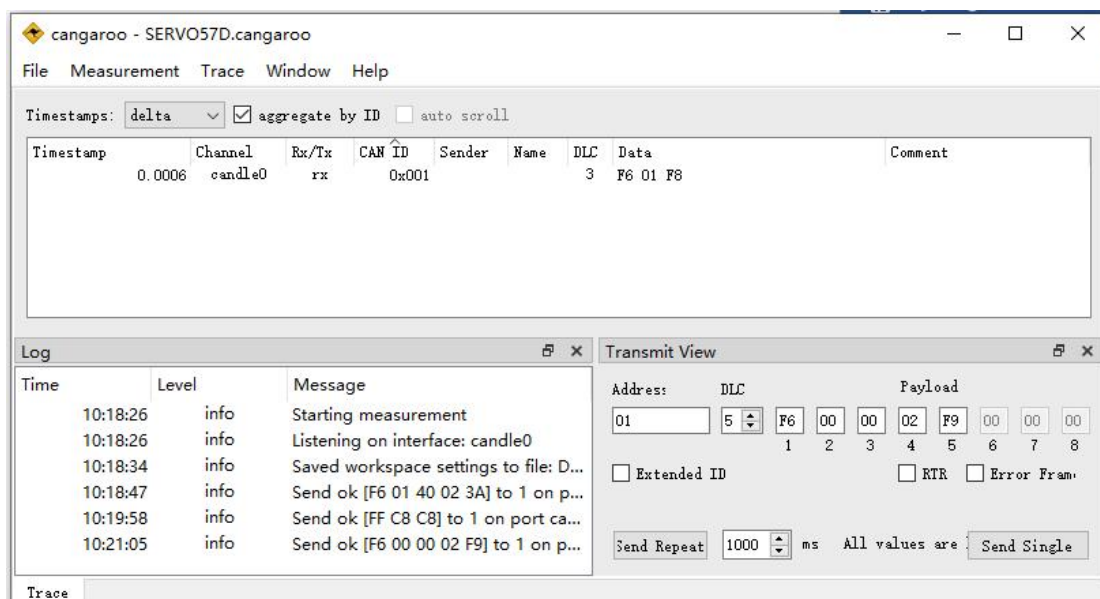 cangaroo - SERVO57D.cangaroo
File Measurement Trace Window Help
Timestamps: delta aggregate by ID auto scroll
Timestamp Channel Rx/Tx CAN ID Sender Name DLC Data Comment
0.0006 candle0 rx 0x001 3 F6 01 F8
Log
Time Level Message
10:18:26 info Starting measurement
10:18:26 info Listening on interface: candle0
10:18:34 info Saved workspace settings to file: D...
10:18:47 info Send ok [F6 01 40 02 3A] to 1 on p...
10:19:58 info Send ok [FF C8 C8] to 1 on port ca...
10:21:05 info Send ok [F6 00 00 02 F9] to 1 on p...
Transmit View
Address DLC Payload
01 5 F6 00 00 02 F9 00 00 00
1 2 3 4 5 6 7 8
Extended ID RTR Error Fram
Send Repeat 1000 ms All values are Send Single
Trace